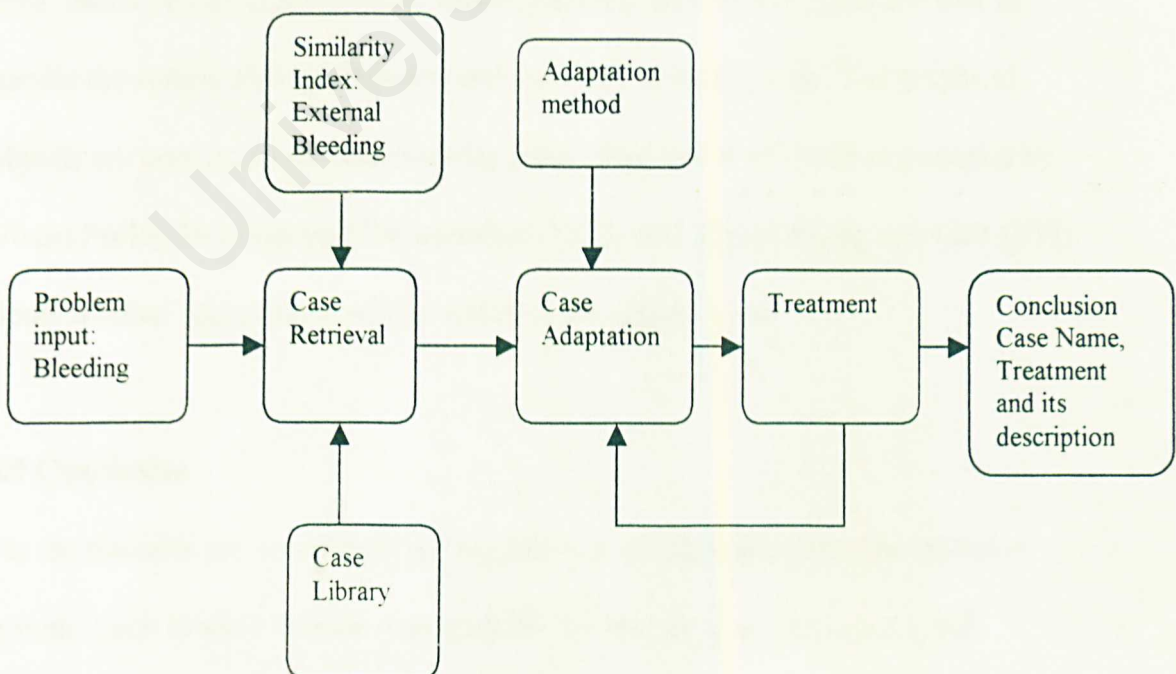 Similarity
Index:
External
Bleeding
Adaptation
method
Problem
input:
Bleeding
Case
Retrieval
Case
Adaptation
Treatment
Conclusion
Case Name,
Treatment
and its
description
Case
Library
Univers